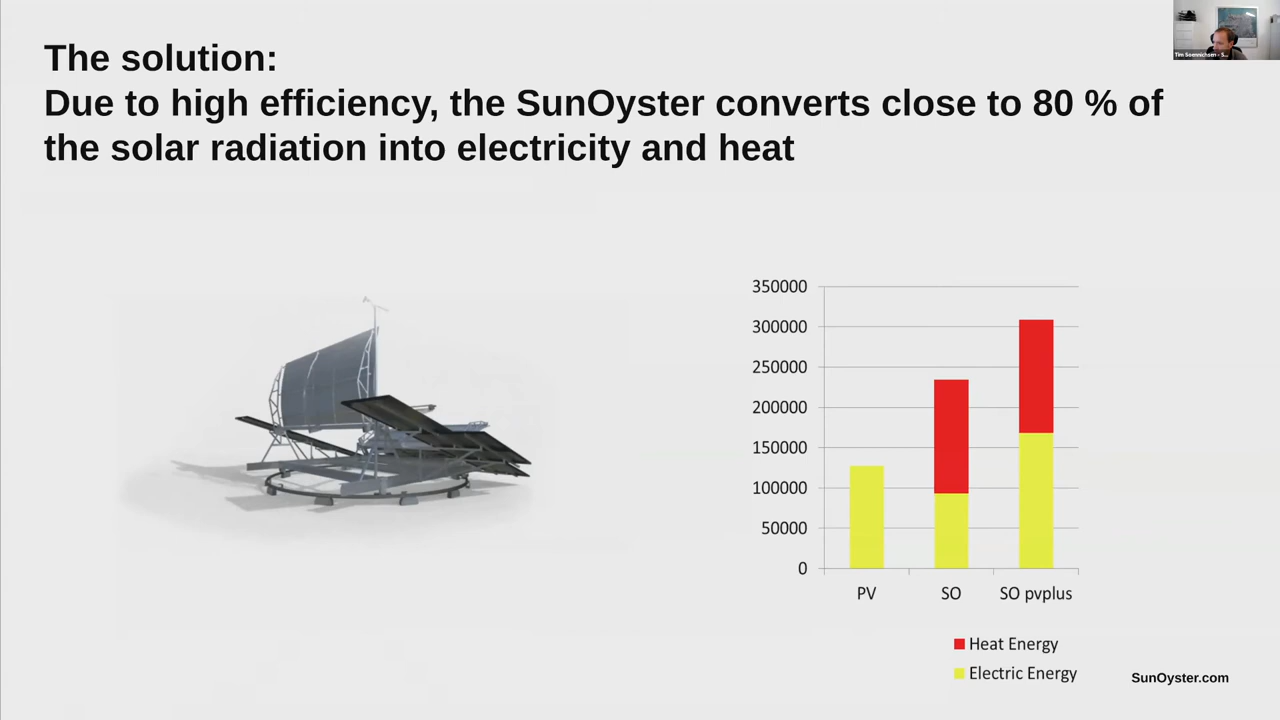 The solution:
Due to high efficiency, the SunOyster converts close to 80 % of
the solar radiation into electricity and heat
350000
300000
250000
200000
150000
100000
50000
0
PV SO SO pvplus
Heat Energy
Electric Energy
SunOyster.com